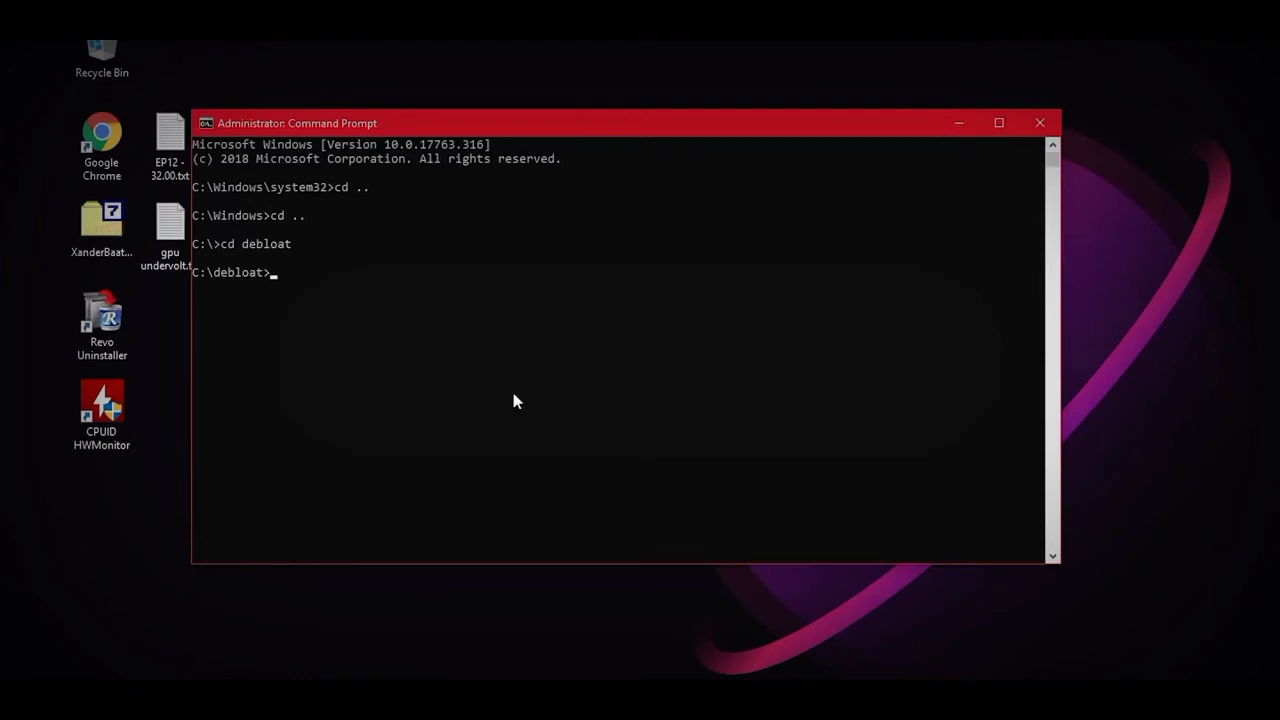 Recycle Bin
Google
Chrome
EP12 -
32.00.txt
XanderBaat...
gpu
undervolt.t
Revo
Uninstaller
CPUID
HWMonitor
Administrator: Command Prompt
Microsoft Windows [Version 10.0.17763.316]
(c) 2018 Microsoft Corporation. All rights reserved.
C:\Windows\system32>cd ..
C:\Windows>cd ..
C:\>cd debloat
C:\debloat>